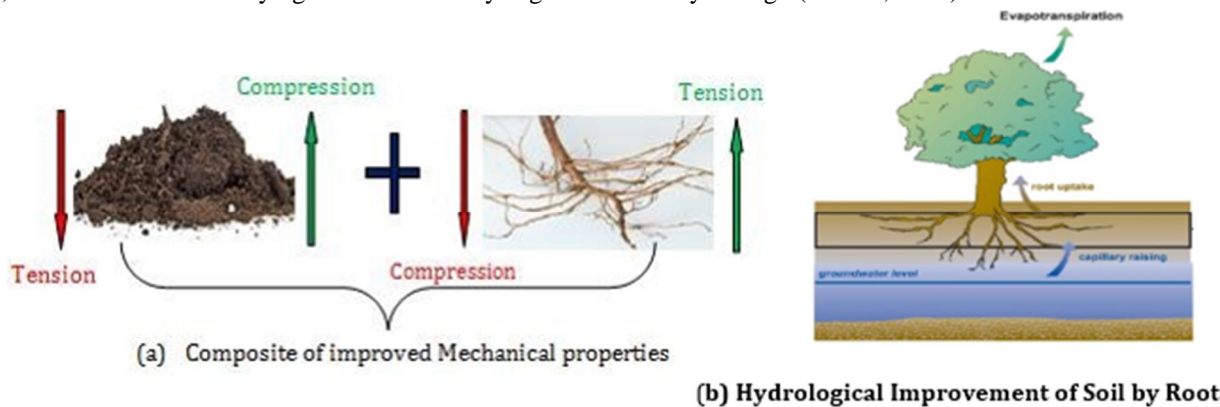 Compression
Tension
Tension
Compression
(a) Composite of improved Mechanical properties
Evapotranspiration
root uptake
capillary raising
groundwater level
(b) Hydrological Improvement of Soil by Root